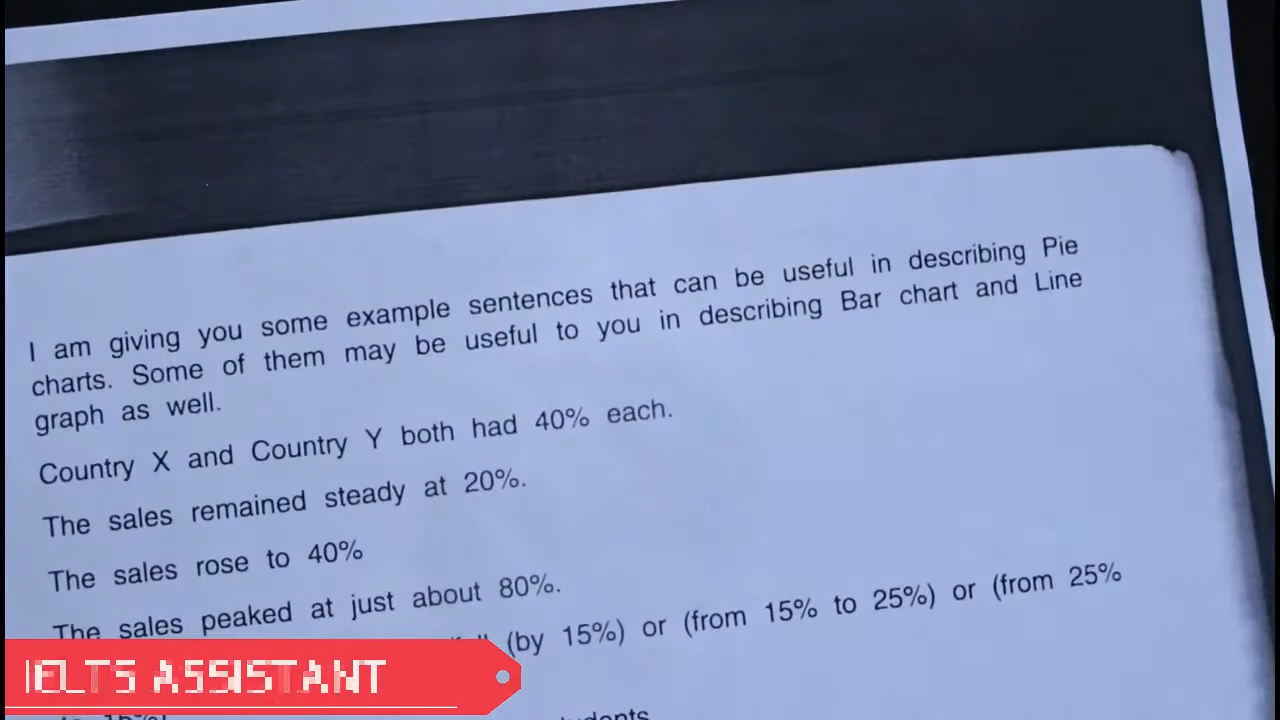 I am giving you some example sentences that can be useful in describing Pie
charts. Some of them may be useful to you in describing Bar chart and Line
graph as well.
Country X and Country Y both had 40% each.
The sales remained steady at 20%.
The sales rose to 40%
The sales peaked at just about 80%.
(by 15%) or (from 15% to 25%) or (from 25%
IELTS ASSISTANT